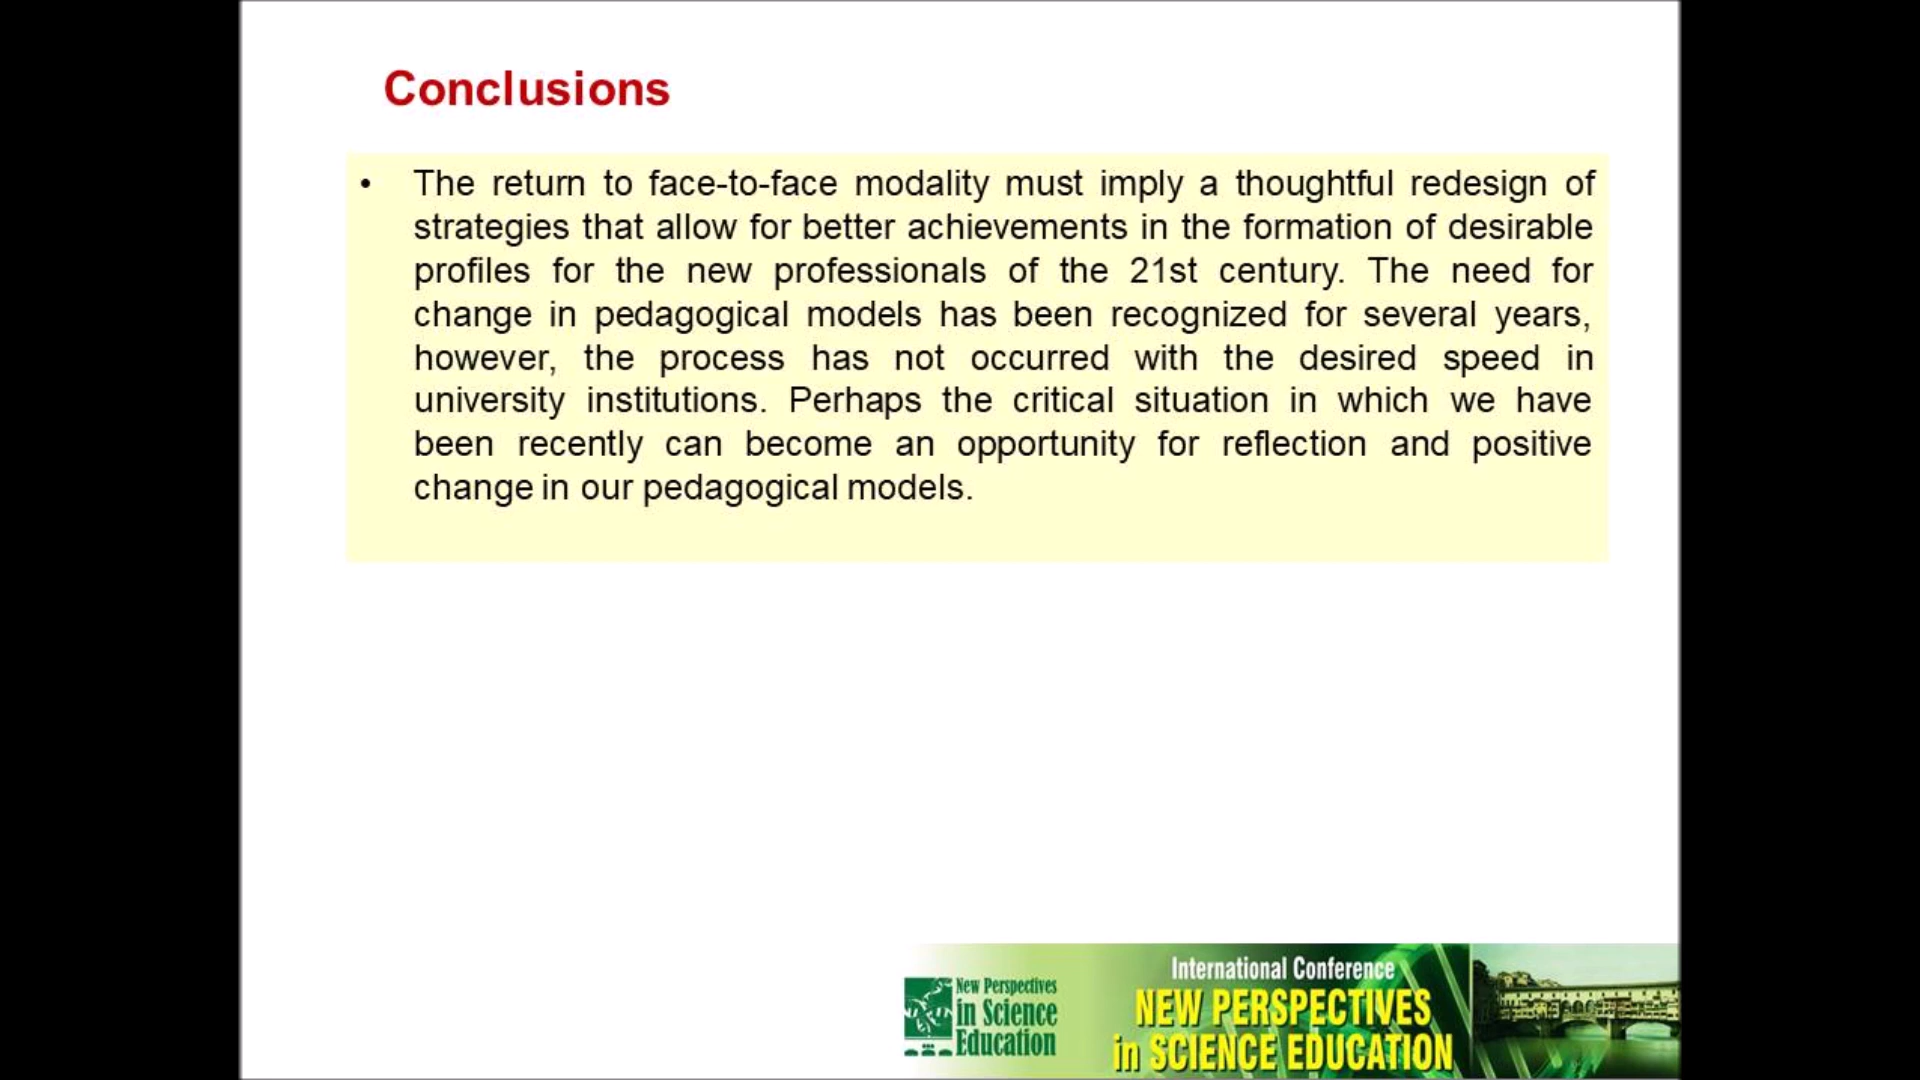 Conclusions
• The return to face-to-face modality must imply a thoughtful redesign of
strategies that allow for better achievements in the formation of desirable
profiles for the new professionals of the 21st century. The need for
change in pedagogical models has been recognized for several years,
however, the process has not occurred with the desired speed in
university institutions. Perhaps the critical situation in which we have
been recently can become an opportunity for reflection and positive
change in our pedagogical models.
New Perspectives
in Science
Education
International Conference
NEW PERSPECTIVES
in SCIENCE EDUCATION